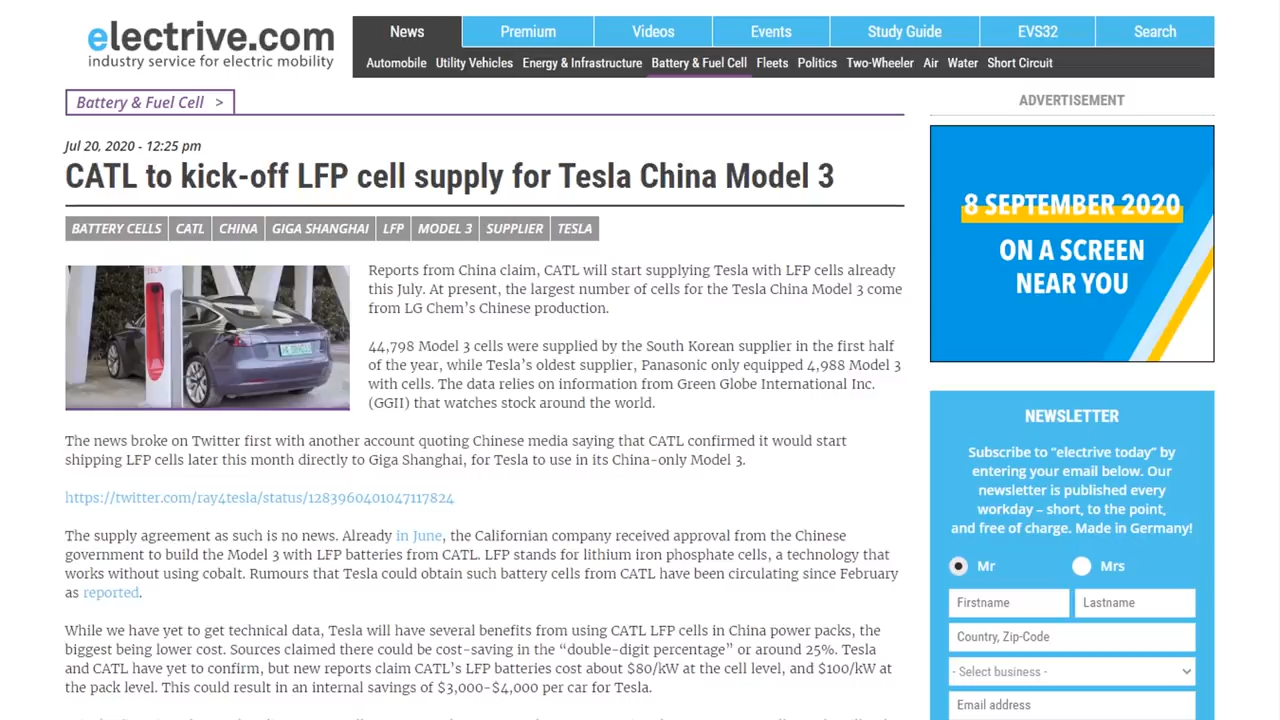 electrive.com
industry service for electric mobility
News
Premium
Videos
Events
Study Guide
EVS32
Search
Automobile
Utility Vehicles
Energy & Infrastructure
Battery & Fuel Cell
Fleets
Politics
Two-Wheeler
Air
Water
Short Circuit
Battery & Fuel Cell >
Jul 20, 2020 - 12:25 pm
CATL to kick-off LFP cell supply for Tesla China Model 3
BATTERY CELLS
CATL
CHINA
GIGA SHANGHAI
LFP
MODEL 3
SUPPLIER
TESLA
Reports from China claim, CATL will start supplying Tesla with LFP cells already
this July. At present, the largest number of cells for the Tesla China Model 3 come
from LG Chem's Chinese production.
44,798 Model 3 cells were supplied by the South Korean supplier in the first half
of the year, while Tesla's oldest supplier, Panasonic only equipped 4,988 Model 3
with cells. The data relies on information from Green Globe International Inc.
(GGII) that watches stock around the world.
The news broke on Twitter first with another account quoting Chinese media saying that CATL confirmed it would start
shipping LFP cells later this month directly to Giga Shanghai, for Tesla to use in its China-only Model 3.
https://twitter.com/ray4tesla/status/1283960401047117824
The supply agreement as such is no news. Already in June, the Californian company received approval from the Chinese
government to build the Model 3 with LFP batteries from CATL. LFP stands for lithium iron phosphate cells, a technology that
works without using cobalt. Rumours that Tesla could obtain such battery cells from CATL have been circulating since February
as reported.
While we have yet to get technical data, Tesla will have several benefits from using CATL LFP cells in China power packs, the
biggest being lower cost. Sources claimed there could be cost-saving in the "double-digit percentage" or around 25%. Tesla
and CATL have yet to confirm, but new reports claim CATL's LFP batteries cost about $80/kW at the cell level, and $100/kW at
the pack level. This could result in an internal savings of $3,000-$4,000 per car for Tesla.
ADVERTISEMENT
8 SEPTEMBER 2020
ON A SCREEN
NEAR YOU
NEWSLETTER
Subscribe to "electrive today" by
entering your email below. Our
newsletter is published every
workday – short, to the point,
and free of charge. Made in Germany!
Mr
Mrs
Firstname
Lastname
Country, Zip-Code
- Select business -
Email address